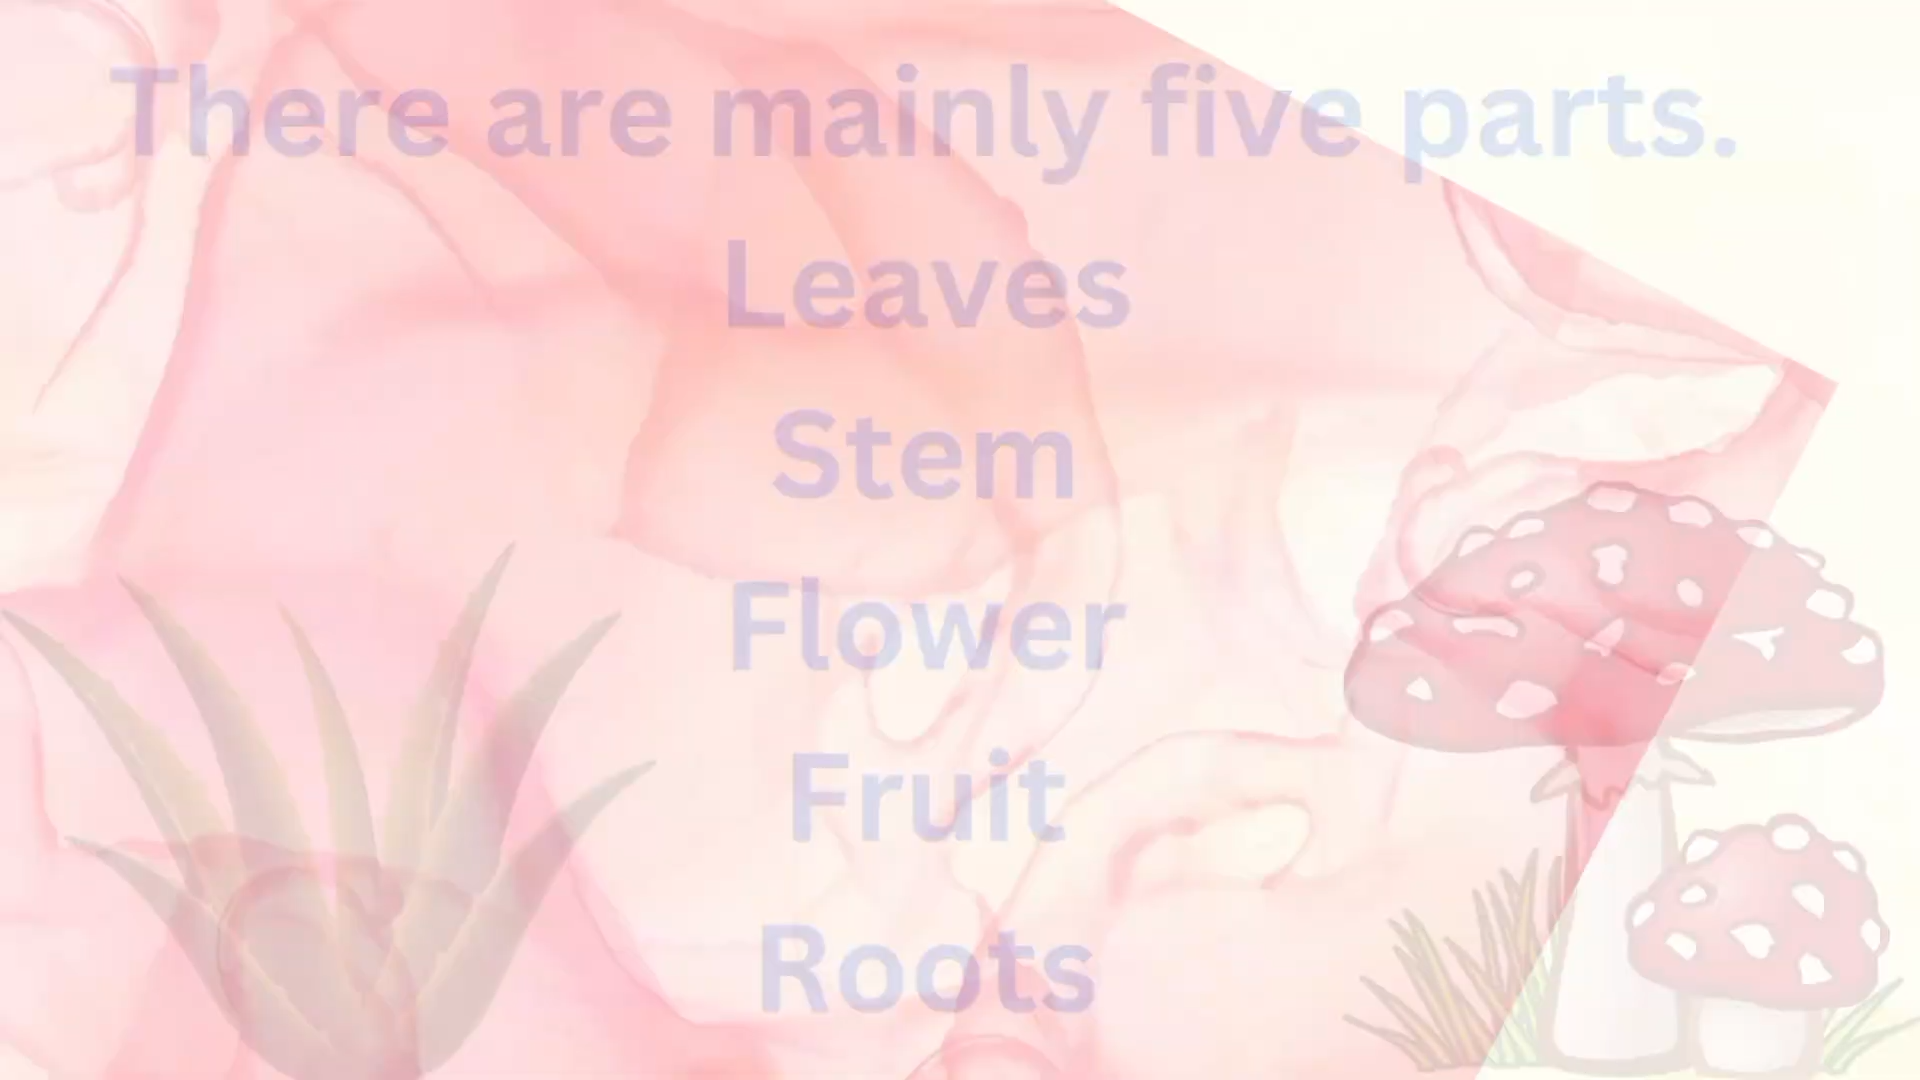 There are mainly five parts.
Leaves
Stem
Flower
Fruit
Roots